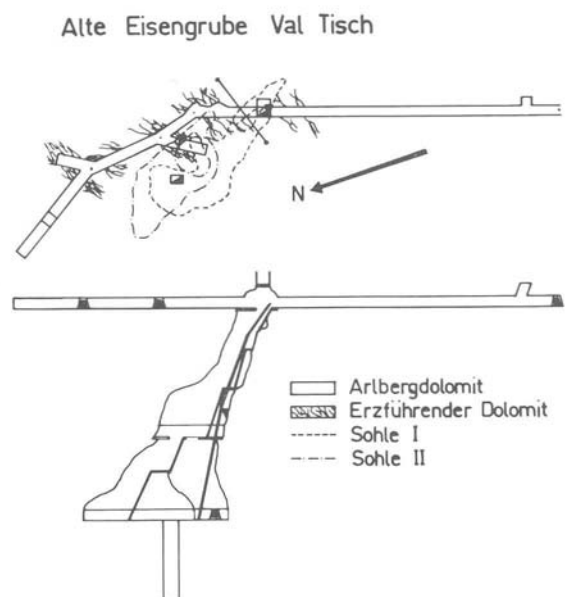 Alte Eisengrube Val Tisch
N
Arlbergdolomit
Erzführender Dolomit
Sohle I
Sohle II